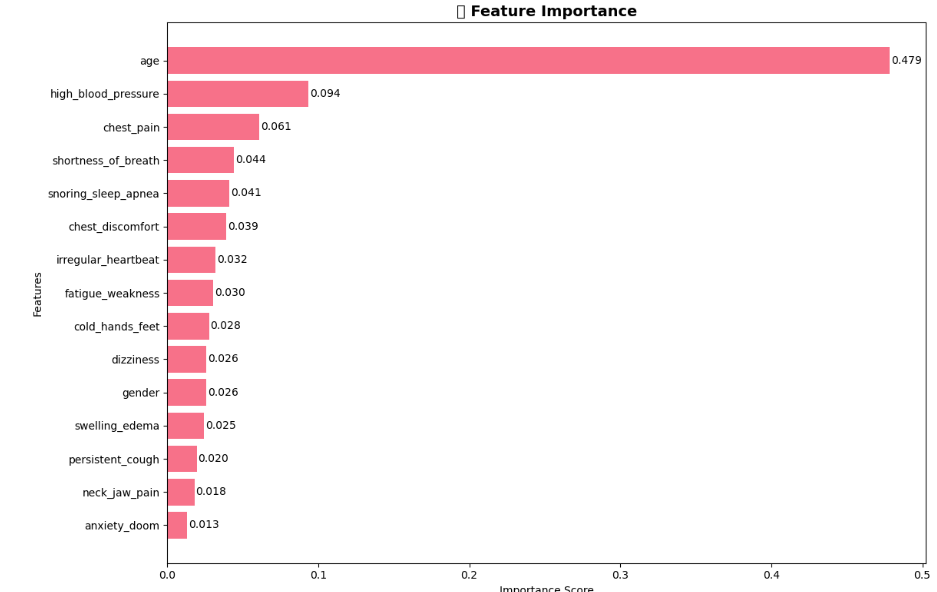 Feature Importance
age
0.479
high_blood_pressure
0.094
chest_pain
0.061
shortness_of_breath
0.044
snoring_sleep_apnea
0.041
chest_discomfort
0.039
irregular_heartbeat
0.032
fatigue_weakness
0.030
cold_hands_feet
0.028
dizziness
0.026
gender
0.026
swelling_edema
0.025
persistent_cough
0.020
neck_jaw_pain
0.018
anxiety_doom
0.013
Features
0.0
0.1
0.2
0.3
0.4
0.5
Importance Score